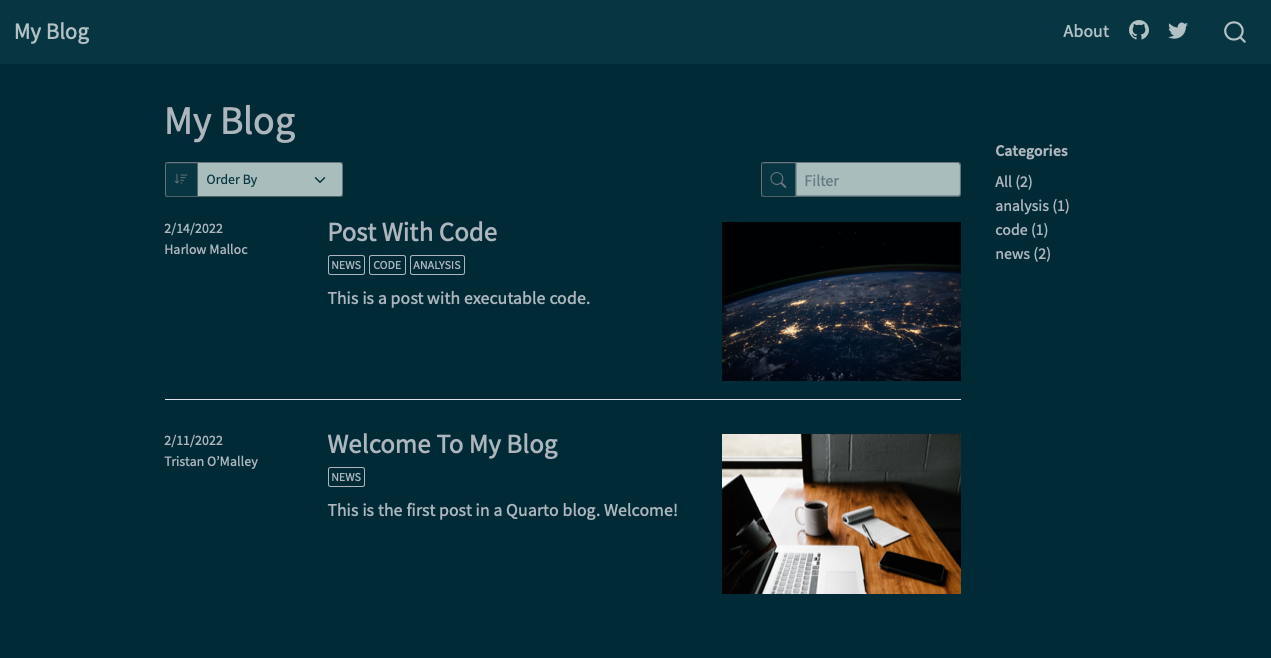 My Blog
About
My Blog
Order By
Filter
Categories
All (2)
analysis (1)
code (1)
news (2)
2/14/2022
Harlow Malloc
Post With Code
NEWS CODE ANALYSIS
This is a post with executable code.
2/11/2022
Tristan O’Malley
Welcome To My Blog
NEWS
This is the first post in a Quarto blog. Welcome!